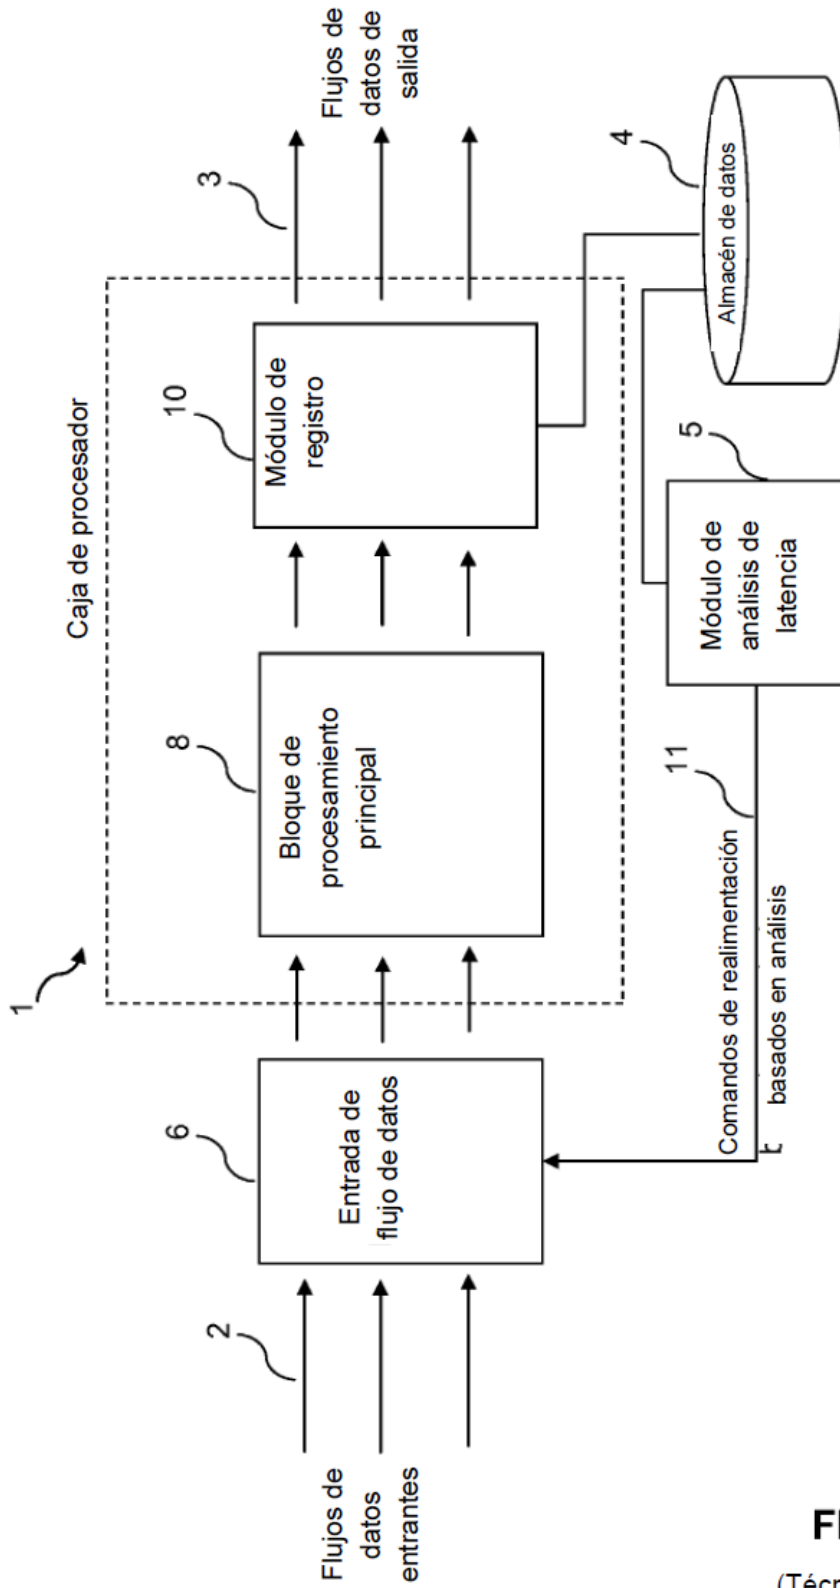 Caja de procesador
1
2
3
4
5
6
8
10
11
Flujos de
datos
entrantes
Entrada de
flujo de datos
Bloque de
procesamiento
principal
Módulo de
registro
Flujos de
datos de
salida
Almacén de datos
Módulo de
análisis de
latencia
Comandos de realimentación
basados en análisis